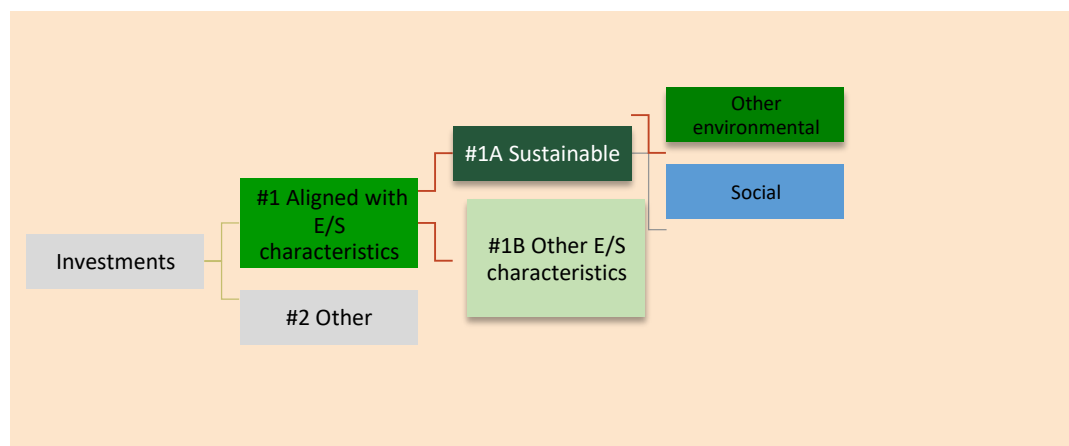 Investments
#1 Aligned with
E/S
characteristics
#2 Other
#1A Sustainable
#1B Other E/S
characteristics
Other
environmental
Social